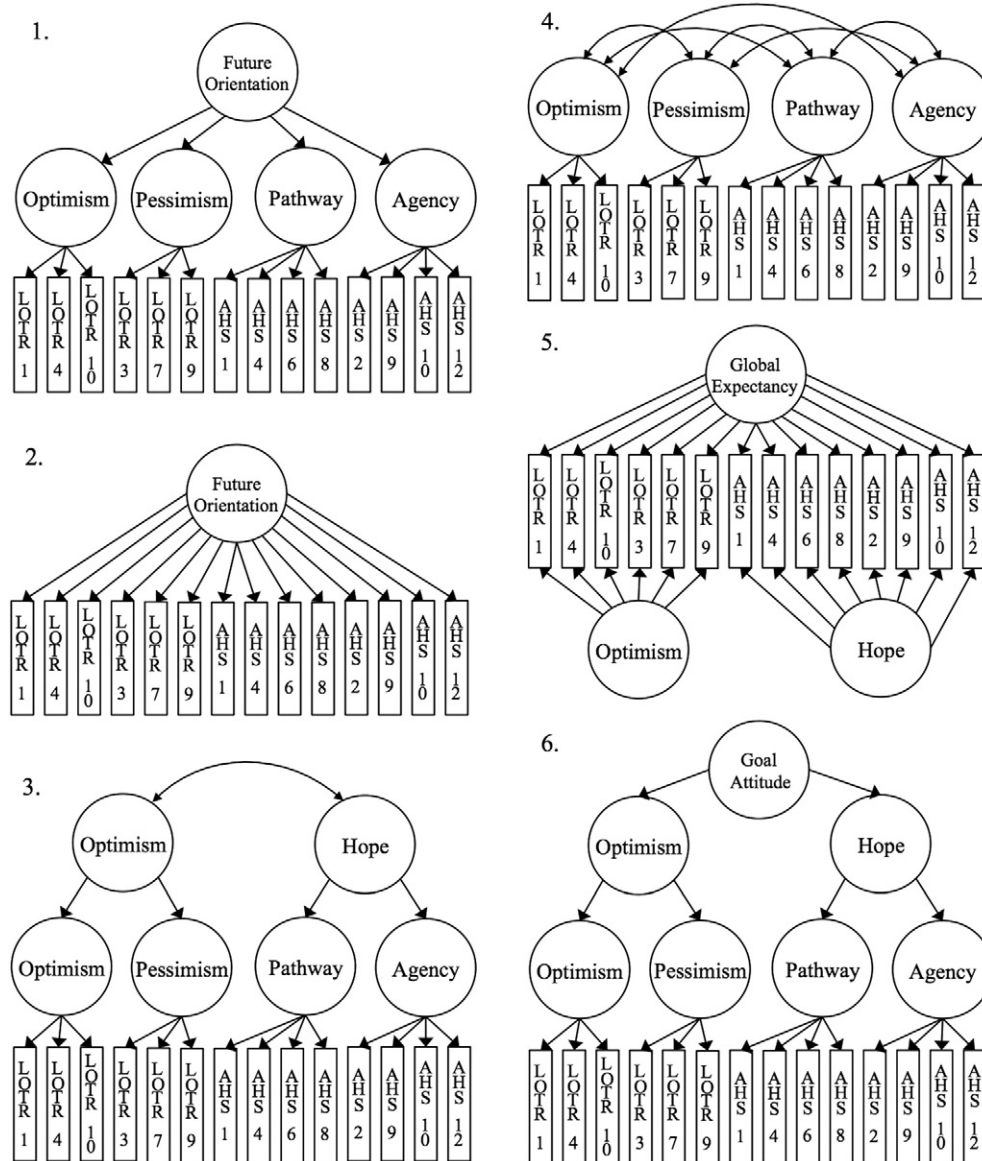 1.
Future
Orientation
Optimism Pessimism Pathway Agency
LOTR 1 LOTR 4 LOTR 10 LOTR 3 LOTR 7 LOTR 9 AHS 1 AHS 4 AHS 6 AHS 8 AHS 2 AHS 9 AHS 10 AHS 12
2.
Future
Orientation
LOTR 1 LOTR 4 LOTR 10 LOTR 3 LOTR 7 LOTR 9 AHS 1 AHS 4 AHS 6 AHS 8 AHS 2 AHS 9 AHS 10 AHS 12
3.
Optimism Hope
Optimism Pessimism Pathway Agency
LOTR 1 LOTR 4 LOTR 10 LOTR 3 LOTR 7 LOTR 9 AHS 1 AHS 4 AHS 6 AHS 8 AHS 2 AHS 9 AHS 10 AHS 12
4.
Optimism Pessimism Pathway Agency
LOTR 1 LOTR 4 LOTR 10 LOTR 3 LOTR 7 LOTR 9 AHS 1 AHS 4 AHS 6 AHS 8 AHS 2 AHS 9 AHS 10 AHS 12
5.
Global
Expectancy
LOTR 1 LOTR 4 LOTR 10 LOTR 3 LOTR 7 LOTR 9 AHS 1 AHS 4 AHS 6 AHS 8 AHS 2 AHS 9 AHS 10 AHS 12
Optimism Hope
6.
Goal
Attitude
Optimism Hope
Optimism Pessimism Pathway Agency
LOTR 1 LOTR 4 LOTR 10 LOTR 3 LOTR 7 LOTR 9 AHS 1 AHS 4 AHS 6 AHS 8 AHS 2 AHS 9 AHS 10 AHS 12